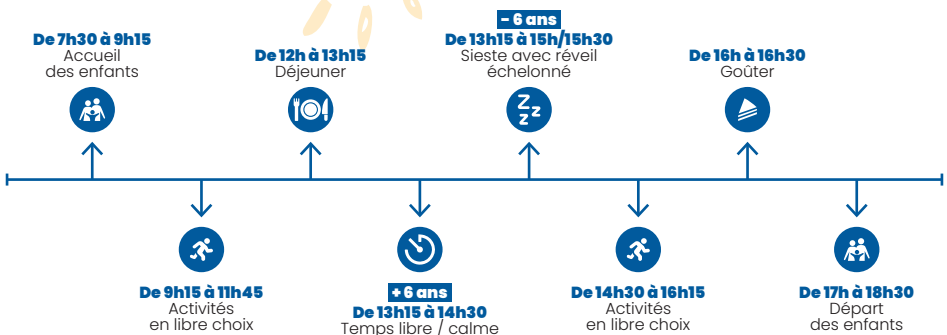 De 7h30 à 9h15
Accueil
des enfants
De 9h15 à 11h45
Activités
en libre choix
De 12h à 13h15
Déjeuner
+ 6 ans
De 13h15 à 14h30
Temps libre / calme
- 6 ans
De 13h15 à 15h/15h30
Sieste avec réveil
échelonné
Z
z
z
De 14h30 à 16h15
Activités
en libre choix
De 16h à 16h30
Goûter
De 17h à 18h30
Départ
des enfants